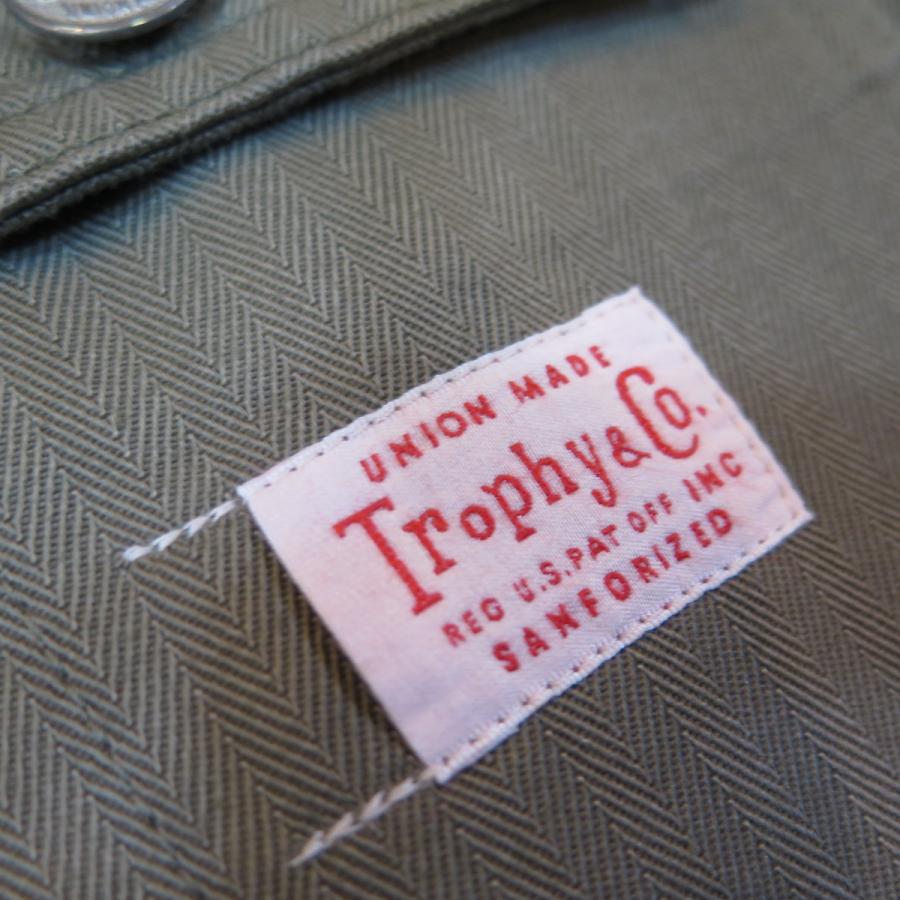 UNION MADE
Trophy & Co.
REG U.S. PAT OFF INC
SANFORIZED